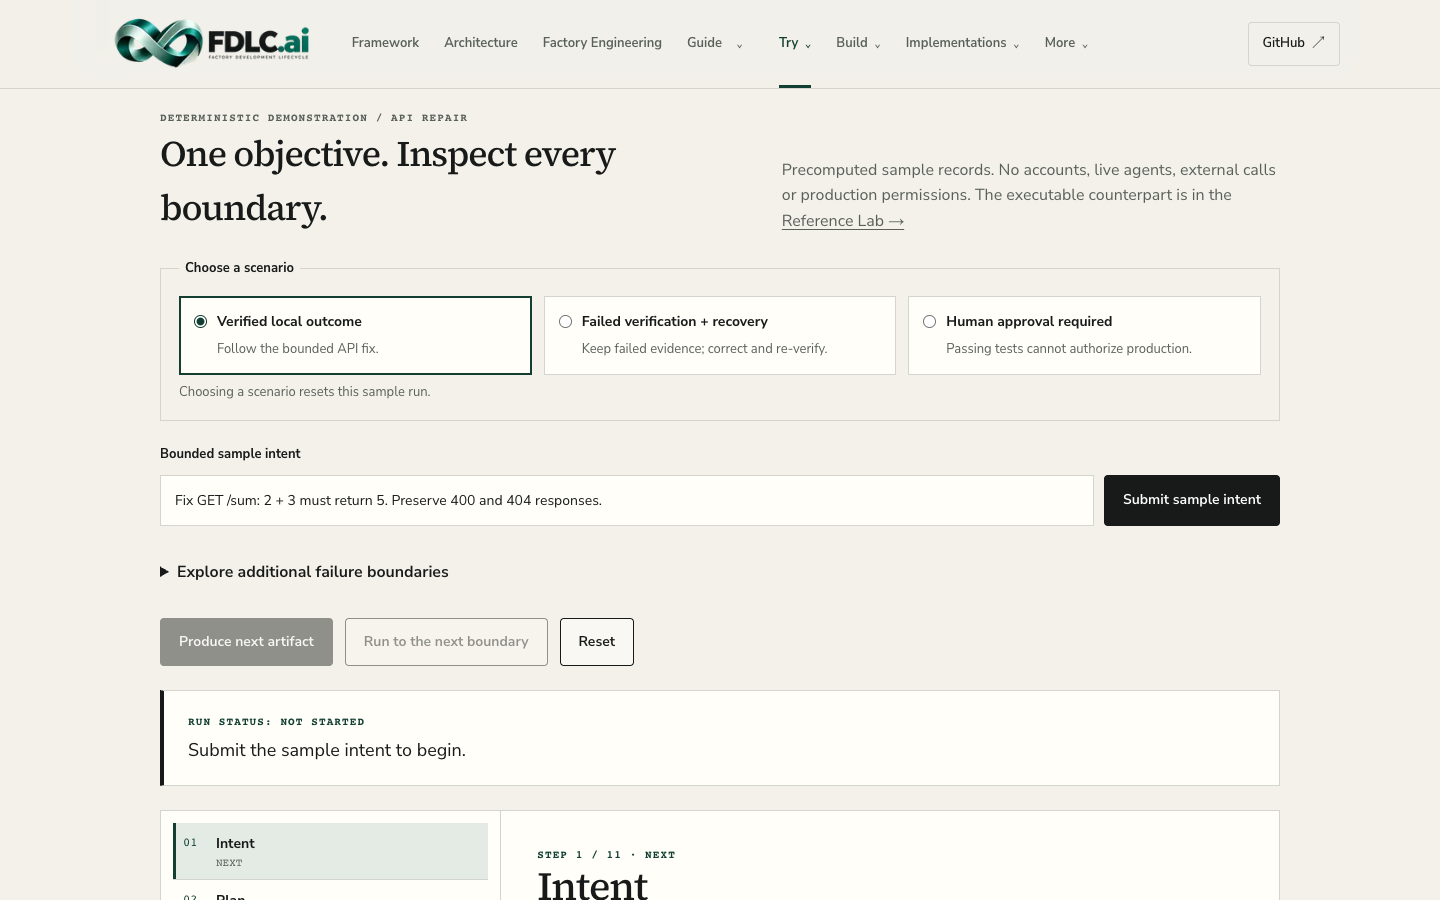 FDLC.ai
FACTORY DEVELOPMENT LIFECYCLE
Framework
Architecture
Factory Engineering
Guide
Try
Build
Implementations
More
GitHub ↗
DETERMINISTIC DEMONSTRATION / API REPAIR
One objective. Inspect every
boundary.
Precomputed sample records. No accounts, live agents, external calls
or production permissions. The executable counterpart is in the
Reference Lab →
Choose a scenario
Verified local outcome
Follow the bounded API fix.
Failed verification + recovery
Keep failed evidence; correct and re-verify.
Human approval required
Passing tests cannot authorize production.
Choosing a scenario resets this sample run.
Bounded sample intent
Fix GET /sum: 2 + 3 must return 5. Preserve 400 and 404 responses.
Submit sample intent
Explore additional failure boundaries
Produce next artifact
Run to the next boundary
Reset
RUN STATUS: NOT STARTED
Submit the sample intent to begin.
01 Intent
NEXT
02 Plan
STEP 1 / 11 · NEXT
Intent